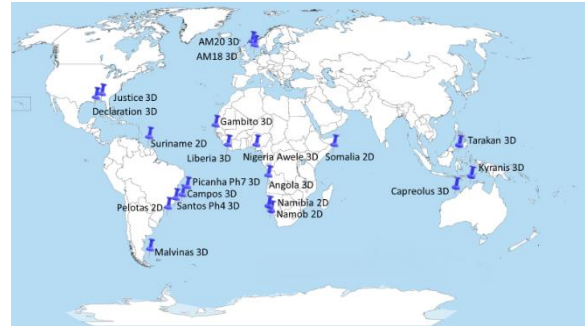 AM20 3D
AM18 3D
Justice 3D
Declaration 3D
Gambito 3D
Suriname 2D
Liberia 3D
Nigeria Awele 3D
Somalia 2D
Tarakan 3D
Kyranis 3D
Capreolus 3D
Picanha Ph7 3D
Angola 3D
Campos 3D
Pelotas 2D
Santos Ph4 3D
Namibia 2D
Namob 2D
Malvinas 3D